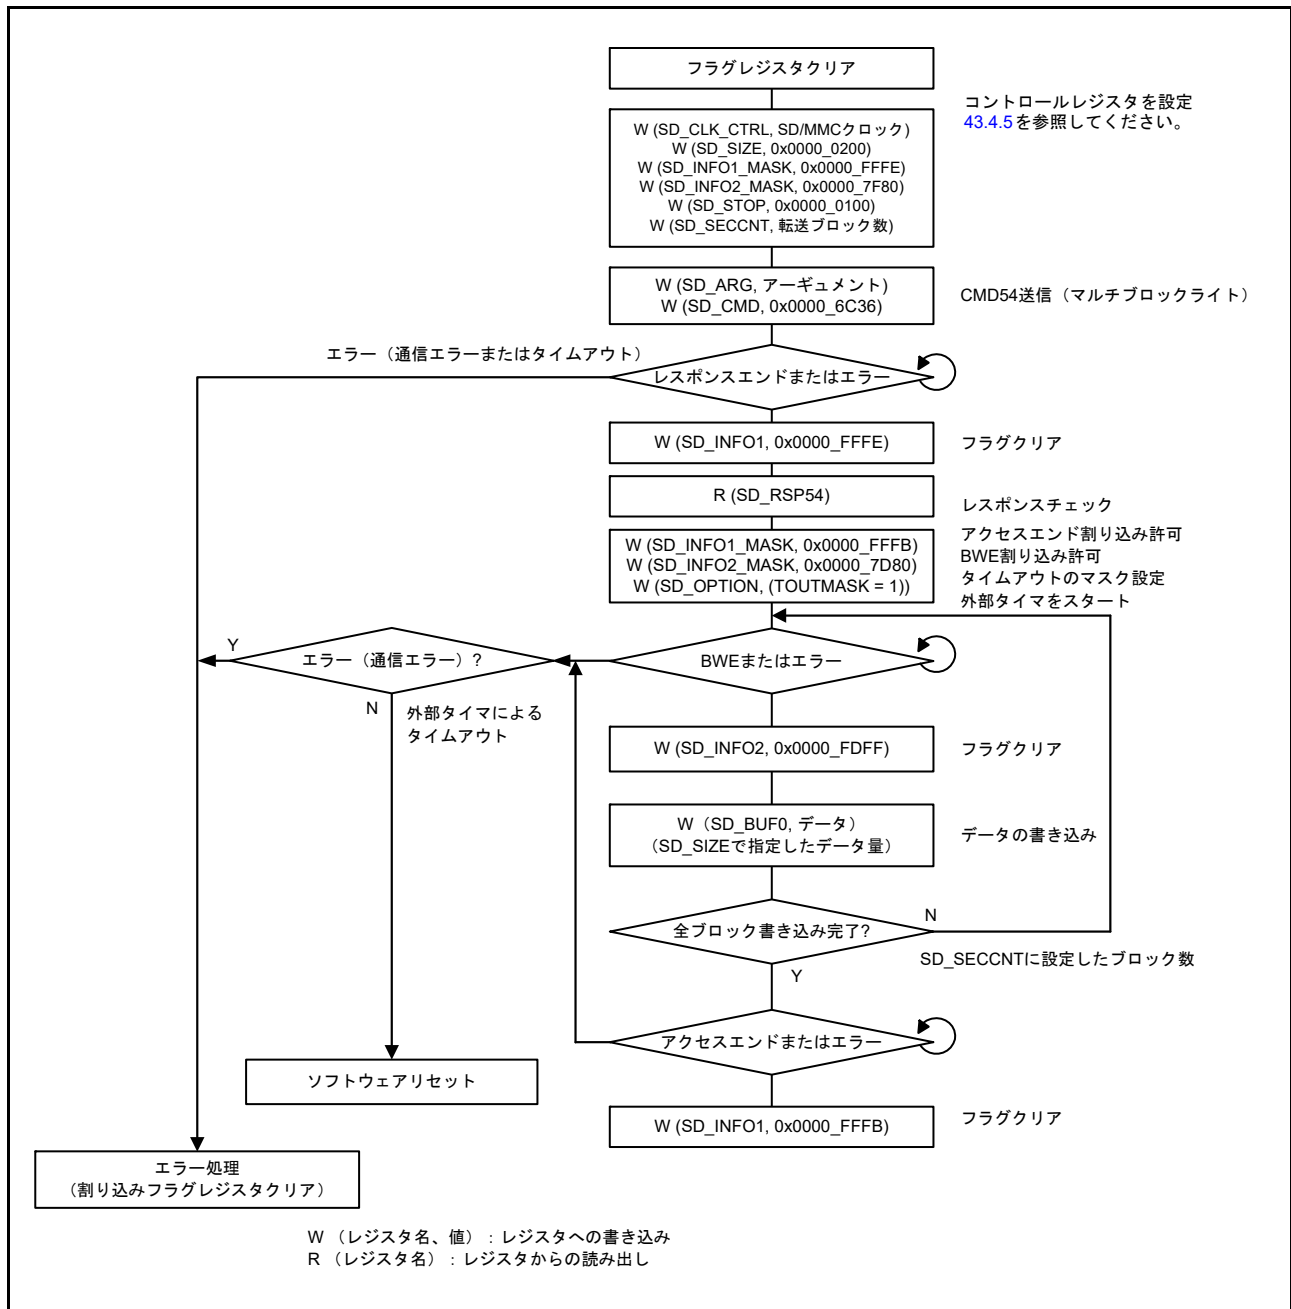 フラグレジスタクリア
コントロールレジスタを設定
43.4.5を参照してください。
W (SD_CLK_CTRL, SD/MMCクロック)
W (SD_SIZE, 0x0000_0200)
W (SD_INFO1_MASK, 0x0000_FFFE)
W (SD_INFO2_MASK, 0x0000_7F80)
W (SD_STOP, 0x0000_0100)
W (SD_SECCNT, 転送ブロック数)
W (SD_ARG, アーギュメント)
W (SD_CMD, 0x0000_6C36)
CMD54送信（マルチブロックライト）
エラー（通信エラーまたはタイムアウト）
レスポンスエンドまたはエラー
W (SD_INFO1, 0x0000_FFFE)
フラグクリア
R (SD_RSP54)
レスポンスチェック
W (SD_INFO1_MASK, 0x0000_FFFB)
W (SD_INFO2_MASK, 0x0000_7D80)
W (SD_OPTION, (TOUTMASK = 1))
アクセスエンド割り込み許可
BWE割り込み許可
タイムアウトのマスク設定
外部タイマをスタート
Y
エラー（通信エラー）?
BWEまたはエラー
N
外部タイマによる
タイムアウト
W (SD_INFO2, 0x0000_FDFF)
フラグクリア
W（SD_BUF0, データ）
（SD_SIZEで指定したデータ量）
データの書き込み
全ブロック書き込み完了?
N
SD_SECCNTに設定したブロック数
Y
アクセスエンドまたはエラー
ソフトウェアリセット
W (SD_INFO1, 0x0000_FFFB)
フラグクリア
エラー処理
（割り込みフラグレジスタクリア）
W （レジスタ名、値）：レジスタへの書き込み
R （レジスタ名）：レジスタからの読み出し